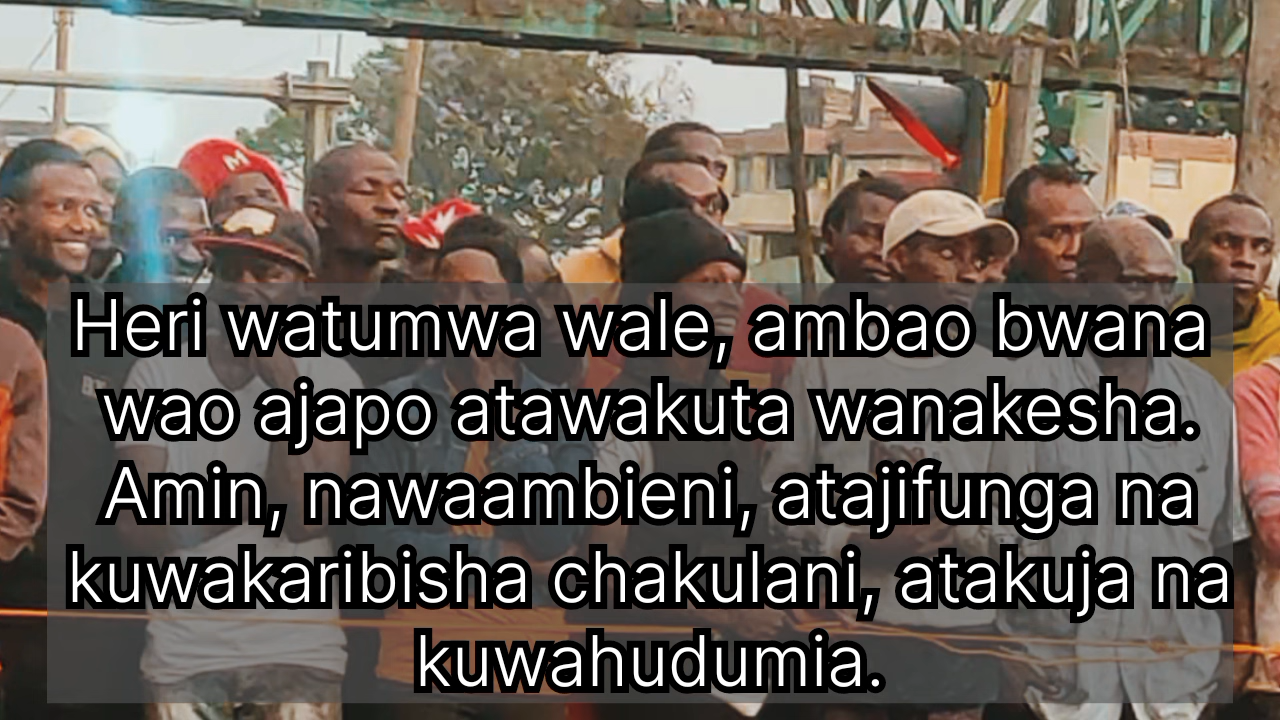 M
Heri watumwa wale, ambao bwana
wao ajapo atawakuta wanakesha.
Amin, nawaambieni, atajifunga na
kuwakaribisha chakulani, atakuja na
kuwahudumia.